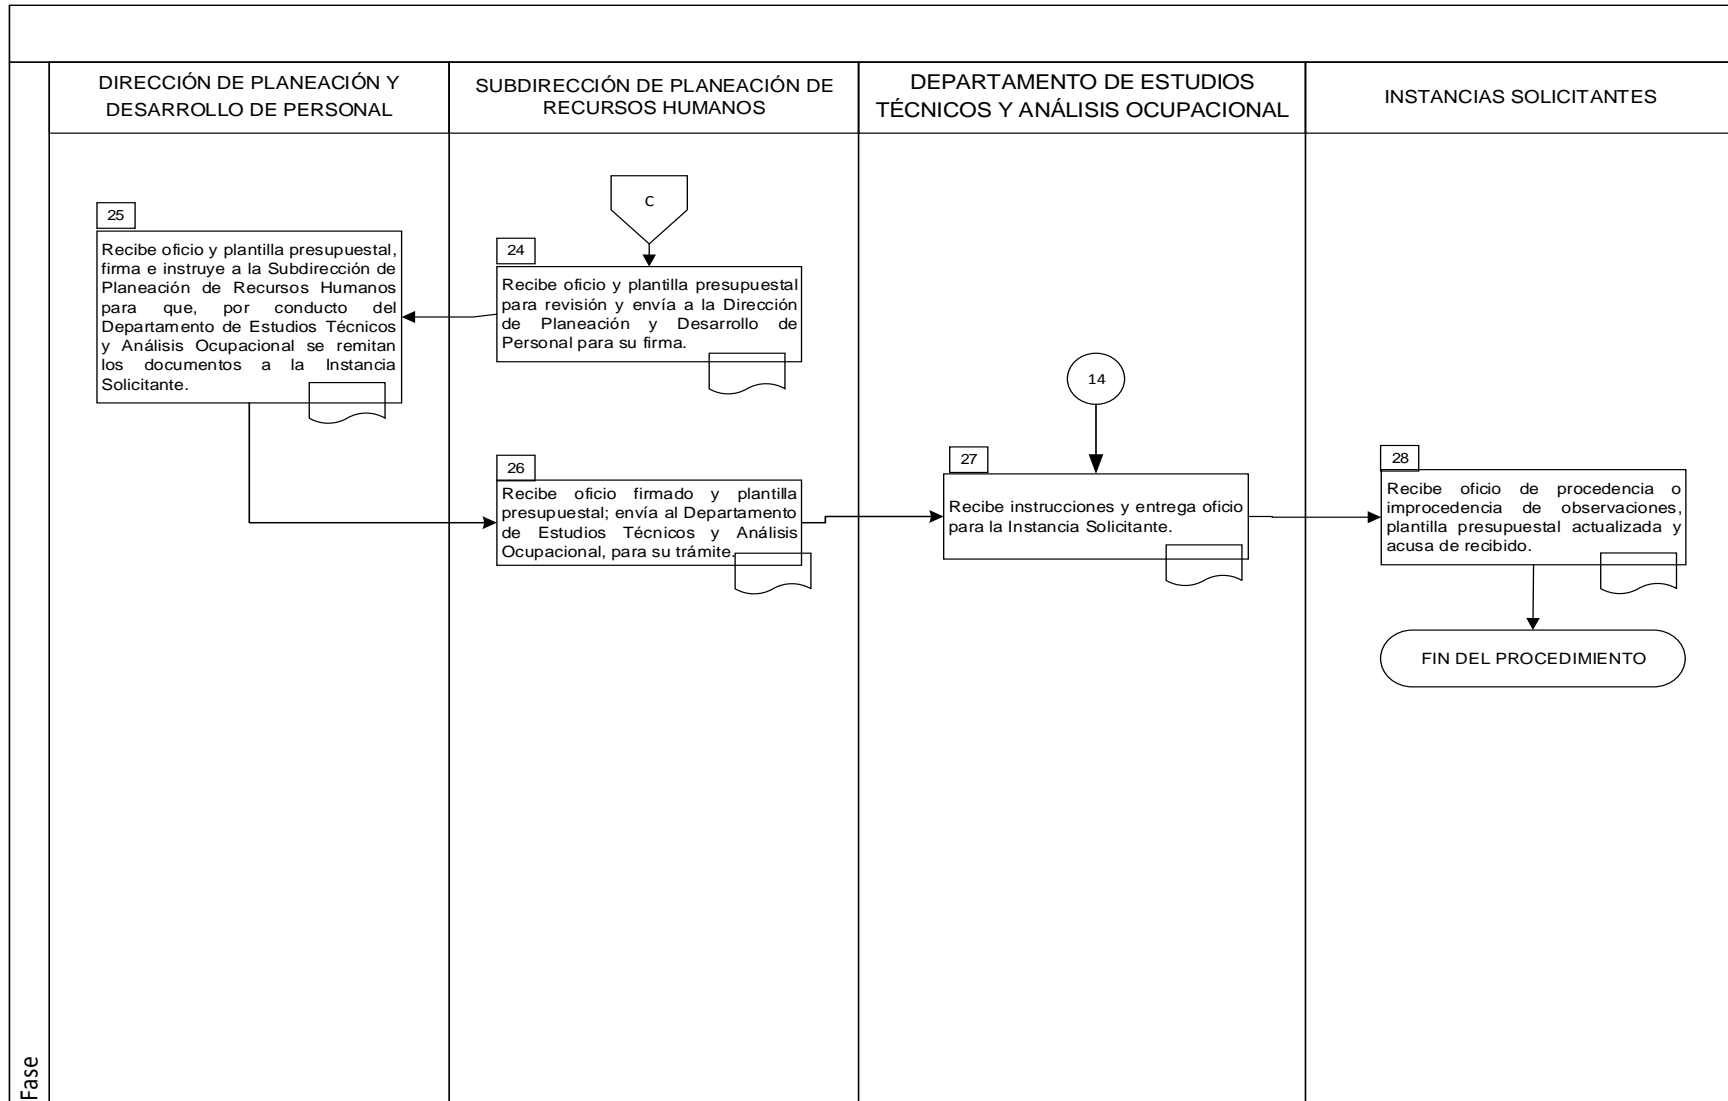 DIRECCIÓN DE PLANEACIÓN Y
DESARROLLO DE PERSONAL
SUBDIRECCIÓN DE PLANEACIÓN DE
RECURSOS HUMANOS
DEPARTAMENTO DE ESTUDIOS
TÉCNICOS Y ANÁLISIS OCUPACIONAL
INSTANCIAS SOLICITANTES
C
24
Recibe oficio y plantilla presupuestal
para revisión y envía a la Dirección
de Planeación y Desarrollo de
Personal para su firma.
25
Recibe oficio y plantilla presupuestal,
firma e instruye a la Subdirección de
Planeación de Recursos Humanos
para que, por conducto del
Departamento de Estudios Técnicos
y Análisis Ocupacional se remitan
los documentos a la Instancia
Solicitante.
26
Recibe oficio firmado y plantilla
presupuestal; envía al Departamento
de Estudios Técnicos y Análisis
Ocupacional, para su trámite.
14
27
Recibe instrucciones y entrega oficio
para la Instancia Solicitante.
28
Recibe oficio de procedencia o
improcedencia de observaciones,
plantilla presupuestal actualizada y
acusa de recibido.
FIN DEL PROCEDIMIENTO
Fase